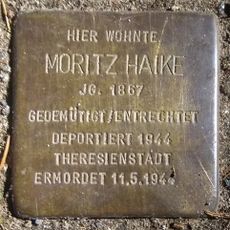 HIER WOHNTE
MORITZ HAIKE
JG. 1867
GEDEMÜTIGT/ENTRECHTET
DEPORTIERT 1944
THERESIENSTADT
ERMORDET 11.5.1944